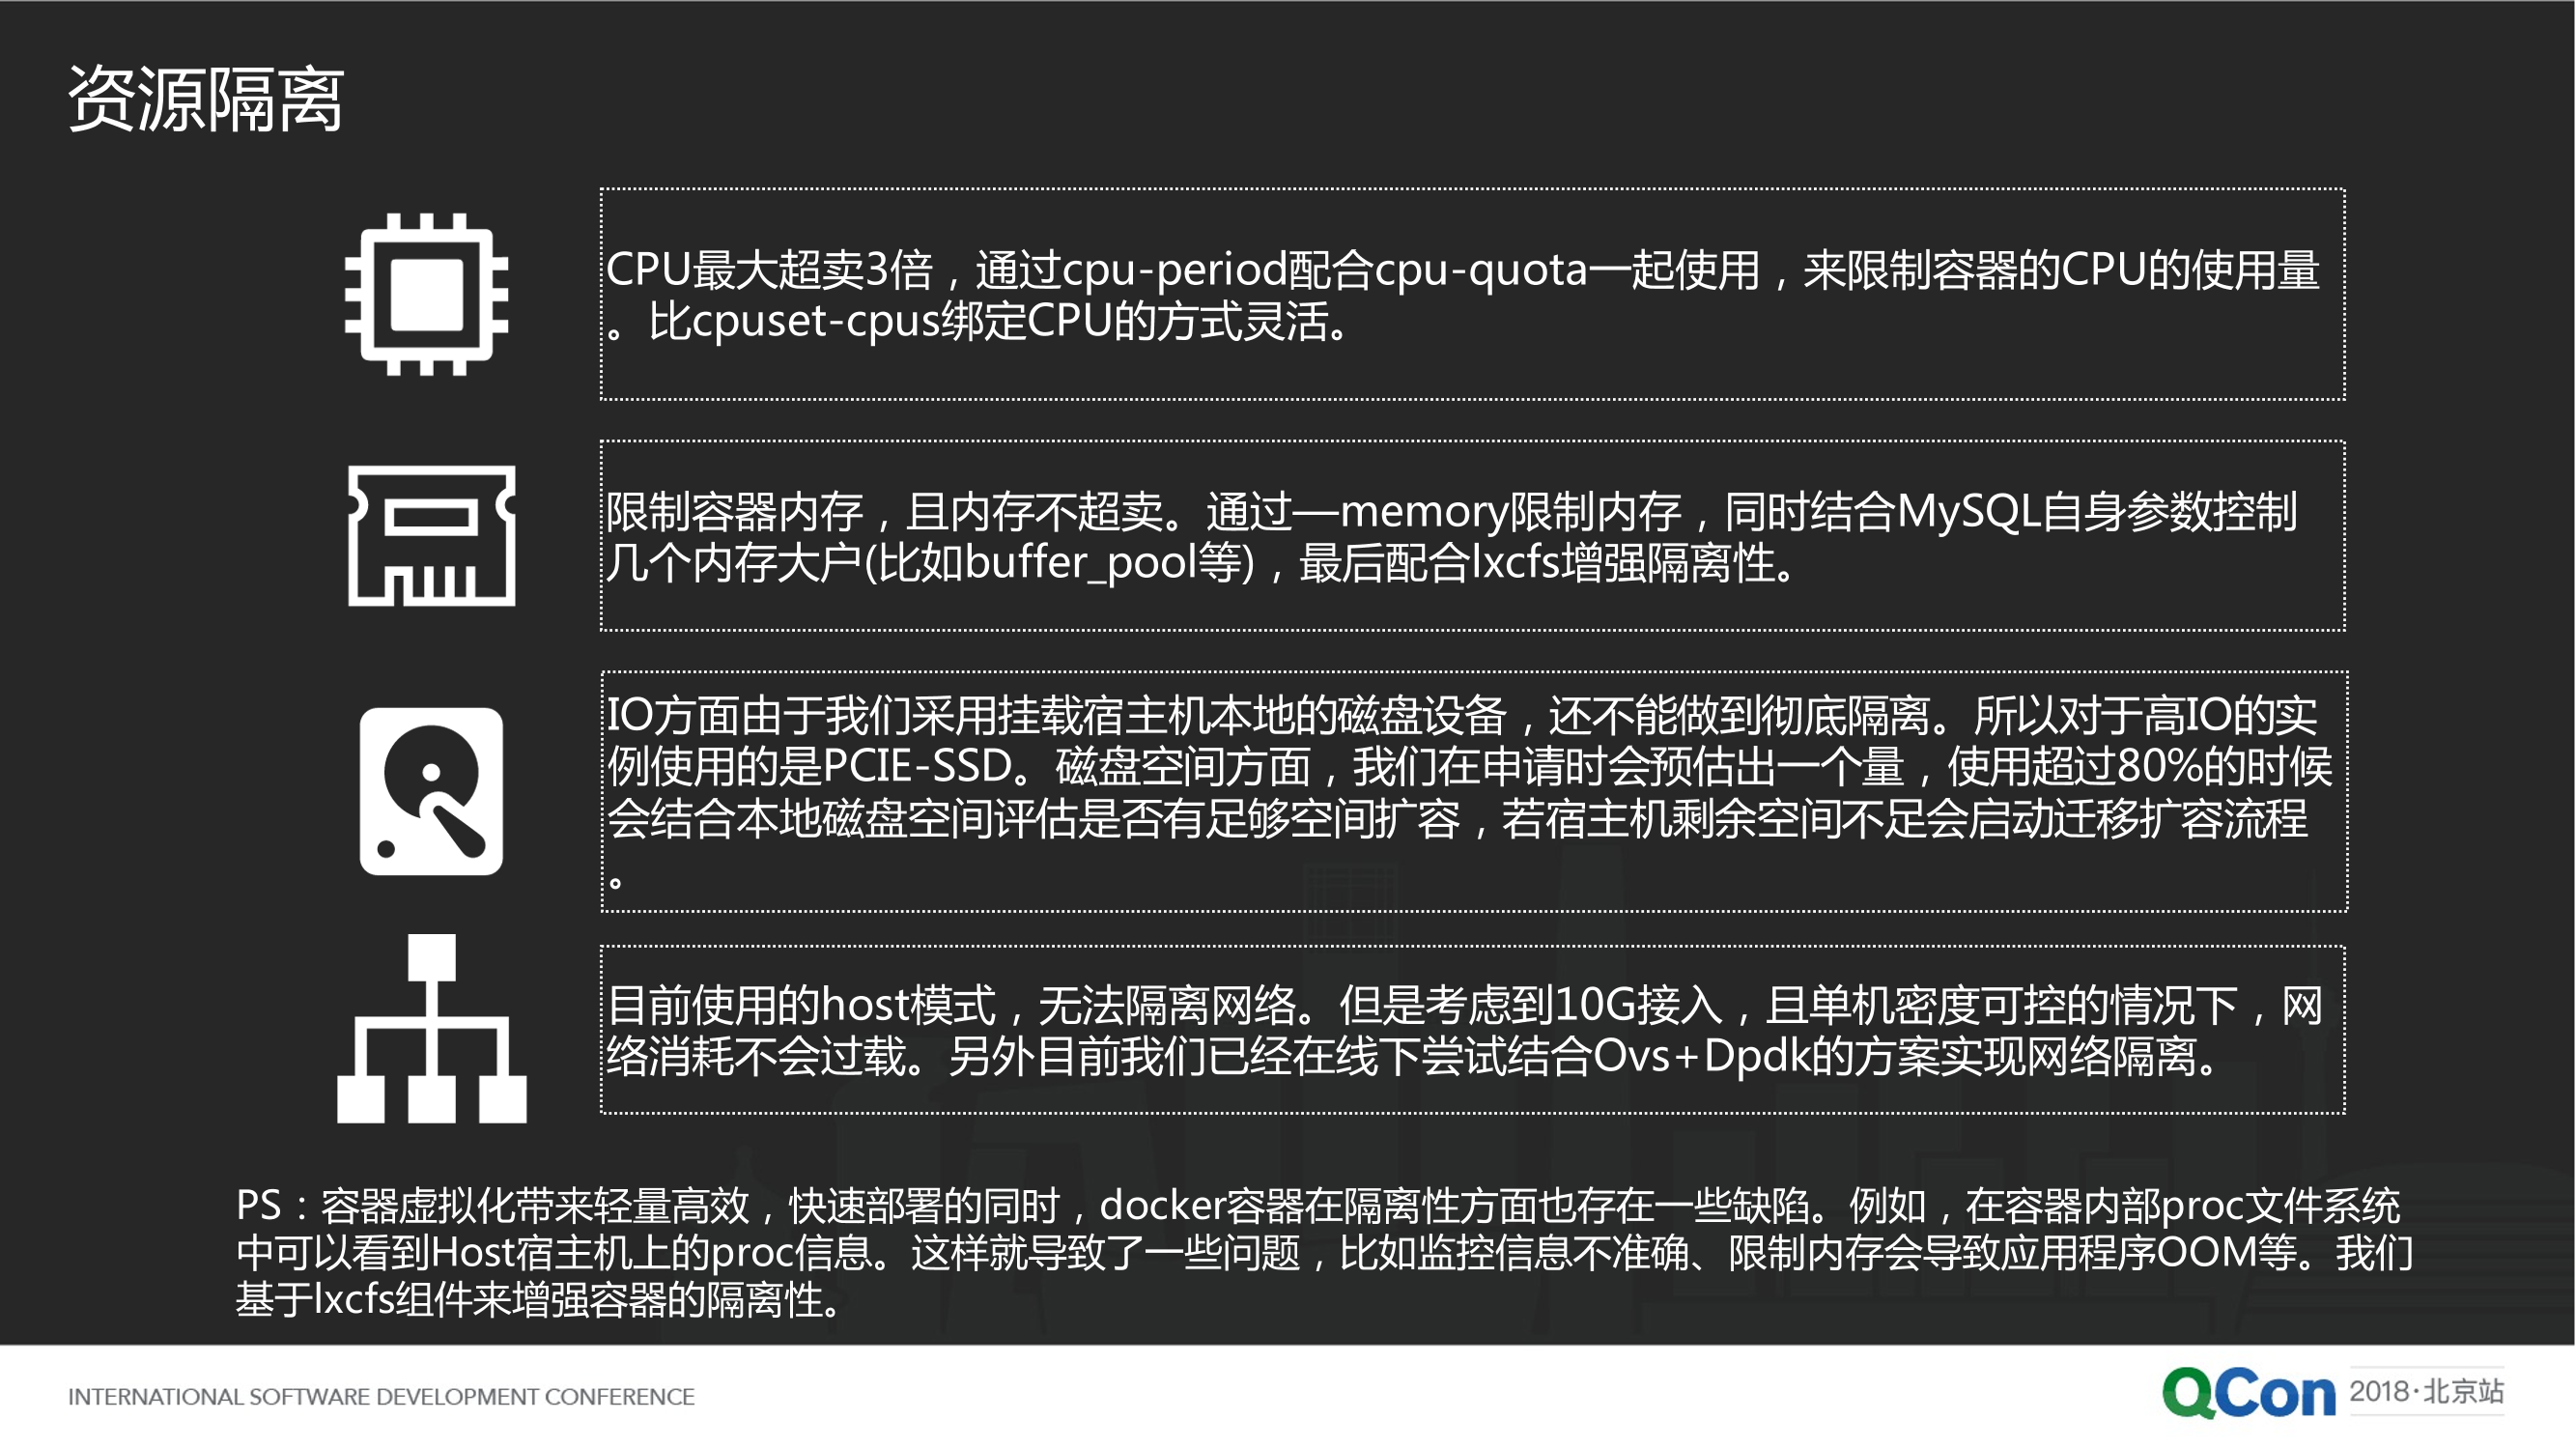 资源隔离
CPU最大超卖3倍，通过cpu-period配合cpu-quota一起使用，来限制容器的CPU的使用量
。比cpuset-cpus绑定CPU的方式灵活。
限制容器内存，且内存不超卖。通过—memory限制内存，同时结合MySQL自身参数控制
几个内存大户(比如buffer_pool等)，最后配合lxcfs增强隔离性。
IO方面由于我们采用挂载宿主机本地的磁盘设备，还不能做到彻底隔离。所以对于高IO的实
例使用的是PCIE-SSD。磁盘空间方面，我们在申请时会预估出一个量，使用超过80%的时候
会结合本地磁盘空间评估是否有足够空间扩容，若宿主机剩余空间不足会启动迁移扩容流程
。
目前使用的host模式，无法隔离网络。但是考虑到10G接入，且单机密度可控的情况下，网
络消耗不会过载。另外目前我们已经在线下尝试结合Ovs+Dpdk的方案实现网络隔离。
PS：容器虚拟化带来轻量高效，快速部署的同时，docker容器在隔离性方面也存在一些缺陷。例如，在容器内部proc文件系统
中可以看到Host宿主机上的proc信息。这样就导致了一些问题，比如监控信息不准确、限制内存会导致应用程序OOM等。我们
基于lxcfs组件来增强容器的隔离性。
INTERNATIONAL SOFTWARE DEVELOPMENT CONFERENCE
QCon 2018·北京站